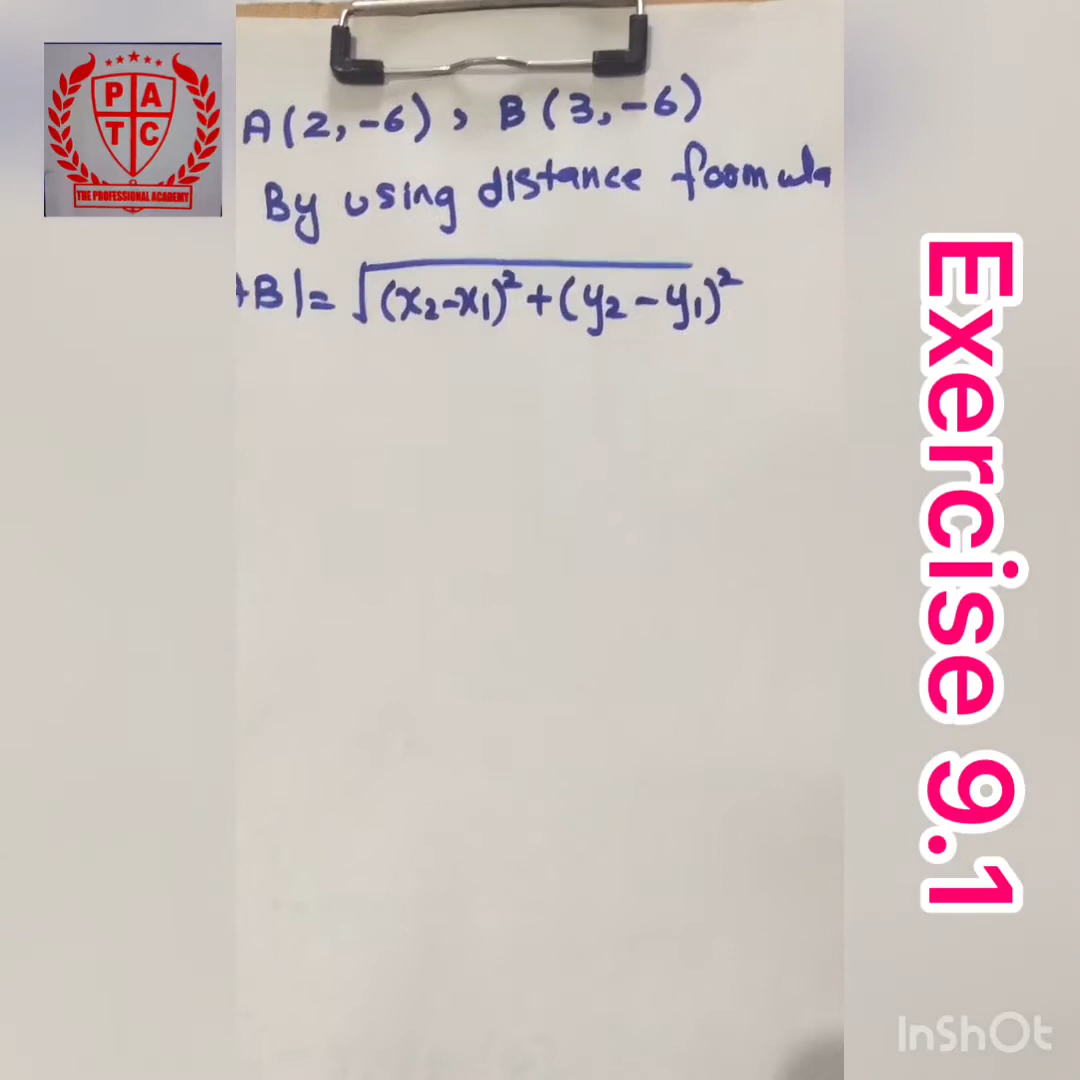 P A
T C
THE PROFESSIONAL ACADEMY
A(2,-6) , B(3,-6)
By using distance formula
AB|= √(x₂-x₁)²+(y₂-y₁)²
Exercise 9.1
InShOt